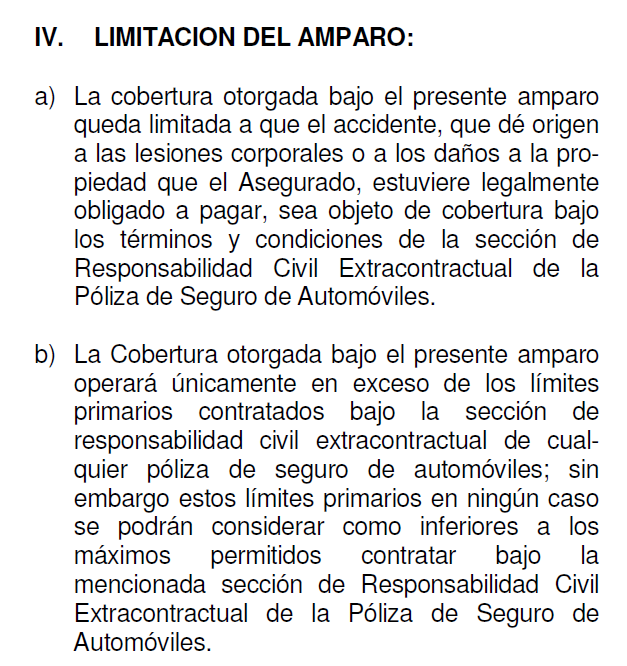 IV. LIMITACION DEL AMPARO:
a) La cobertura otorgada bajo el presente amparo
queda limitada a que el accidente, que dé origen
a las lesiones corporales o a los daños a la pro-
piedad que el Asegurado, estuviere legalmente
obligado a pagar, sea objeto de cobertura bajo
los términos y condiciones de la sección de
Responsabilidad Civil Extracontractual de la
Póliza de Seguro de Automóviles.
b) La Cobertura otorgada bajo el presente amparo
operará únicamente en exceso de los límites
primarios contratados bajo la sección de
responsabilidad civil extracontractual de cual-
quier póliza de seguro de automóviles; sin
embargo estos límites primarios en ningún caso
se podrán considerar como inferiores a los
máximos permitidos contratar bajo la
mencionada sección de Responsabilidad Civil
Extracontractual de la Póliza de Seguro de
Automóviles.